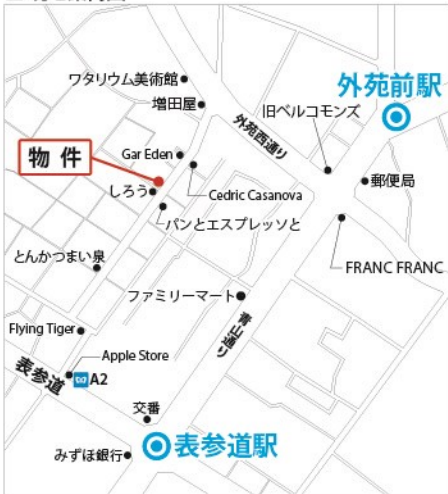 ワタリウム美術館
外苑前駅
増田屋
旧ベルコモンズ
外苑西通り
Gar Eden
物件
郵便局
しろう
Cedric Casanova
パンとエスプレッソと
とんかつまい泉
FRANC FRANC
ファミリーマート
青山通り
Flying Tiger
Apple Store
表参道
A2
交番
表参道駅
みずほ銀行